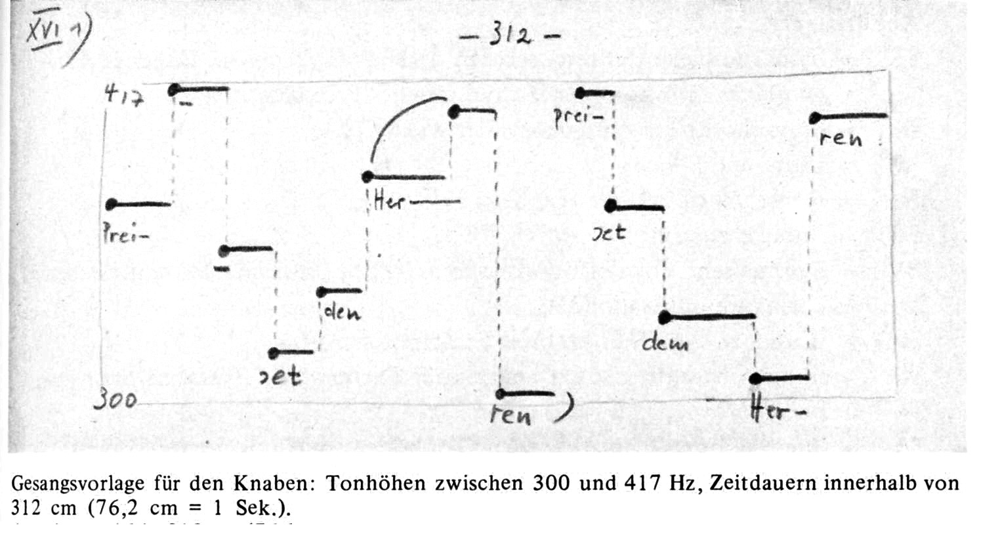 XVI 1)
– 312 –
417
–
prei-
ren
Her—
Prei-
set
–
den
dem
set
300
ren )
Her-
Gesangsvorlage für den Knaben: Tonhöhen zwischen 300 und 417 Hz, Zeitdauern innerhalb von
312 cm (76,2 cm = 1 Sek.).